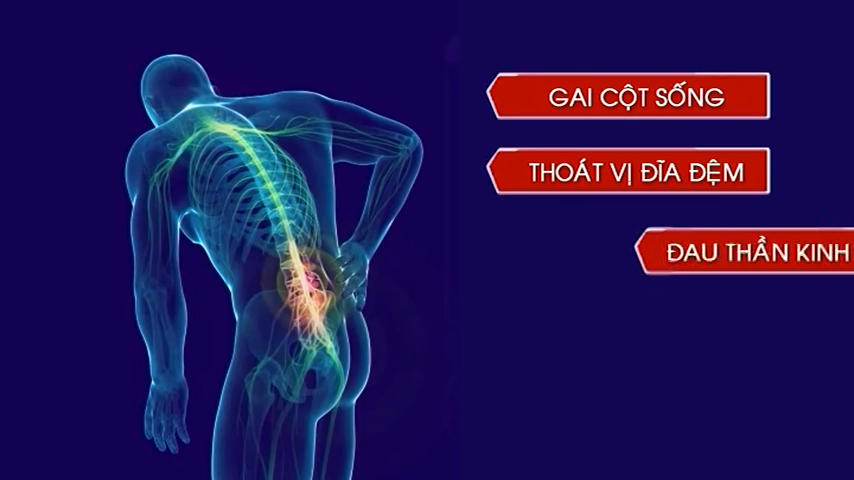 GAI CỘT SỐNG
THOÁT VỊ ĐĨA ĐỆM
ĐAU THẦN KINH